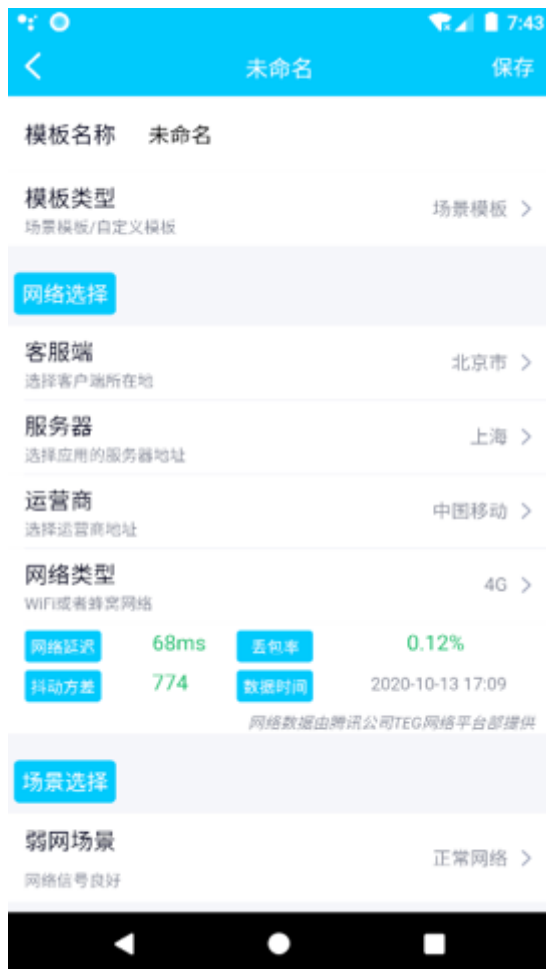 7:43
未命名 保存
模板名称 未命名
模板类型
场景模板/自定义模板
场景模板
网络选择
客服端
选择客户端所在地
北京市
服务器
选择应用的服务器地址
上海
运营商
选择运营商地址
中国移动
网络类型
WiFi或者蜂窝网络
4G
网络延迟 68ms 丢包率 0.12%
抖动方差 774 数据时间 2020-10-13 17:09
网络数据由腾讯公司TEG网络平台部提供
场景选择
弱网场景
网络信号良好
正常网络